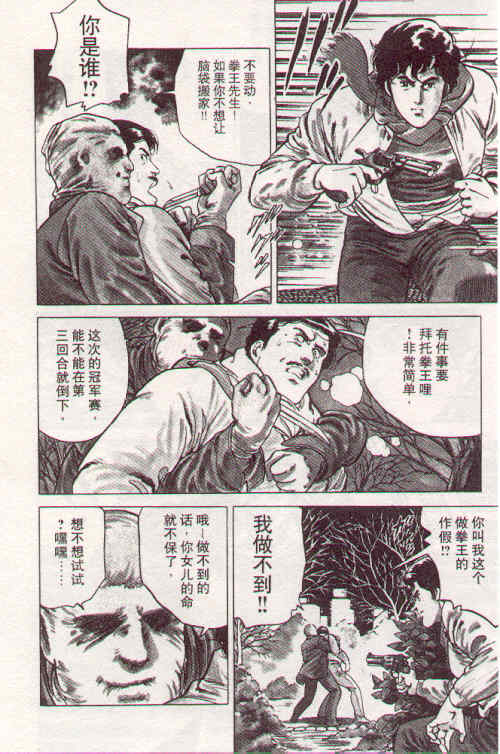 不要动，
拳王先生！
如果你不想让
脑袋搬家!!
你是谁!?
有件事要
拜托拳王哩
！非常简单，
这次的冠军赛，
能不能在第
三回合就倒下。
你叫我这个
做拳王的
作假!?
我做不到!!
哦～做不到的
话，你女儿的命
就不保了，
想不想试试
？嘿嘿……